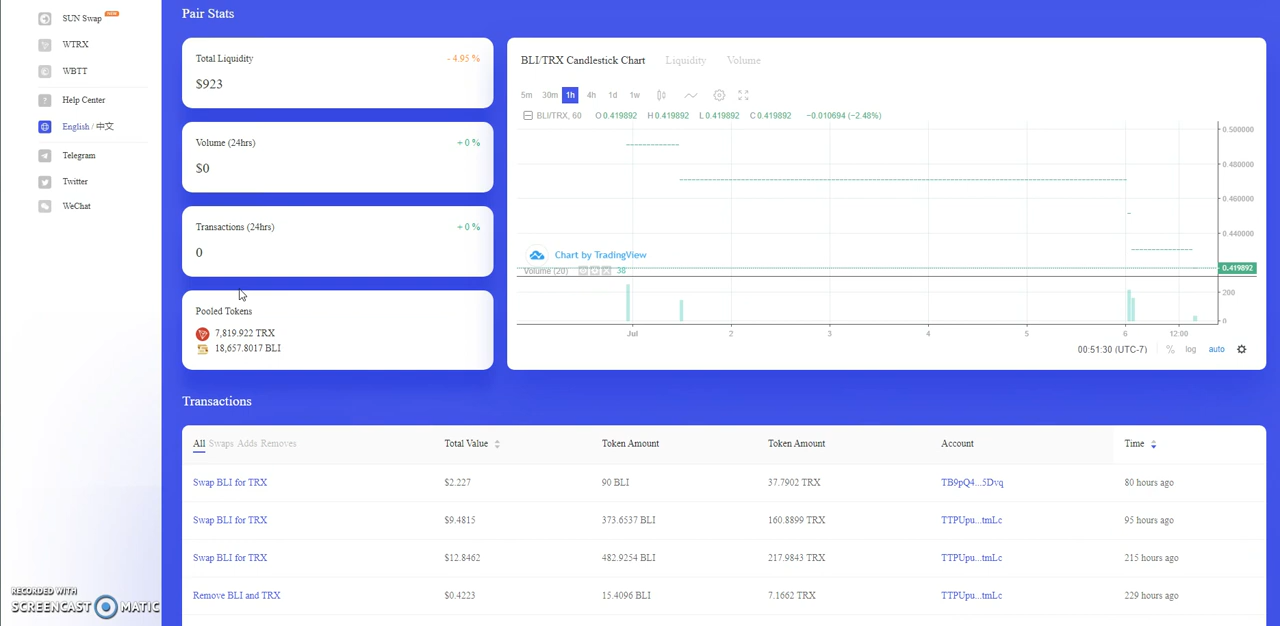 SUN Swap NEW
WTRX
WBTT
Help Center
English / 中文
Telegram
Twitter
WeChat
RECORDED WITH
SCREENCAST MATIC
Pair Stats
Total Liquidity - 4.95 %
$923
Volume (24hrs) + 0 %
$0
Transactions (24hrs) + 0 %
0
Pooled Tokens
7,819.922 TRX
18,657.8017 BLI
BLI/TRX Candlestick Chart Liquidity Volume
5m 30m 1h 4h 1d 1w
BLI/TRX, 60 O 0.419892 H 0.419892 L 0.419892 C 0.419892 −0.010694 (−2.48%)
0.500000
0.480000
0.460000
0.440000
0.419892
Chart by TradingView
Volume (20) 38
200
0
Jul 2 3 4 5 6 12:00
00:51:30 (UTC-7) % log auto
Transactions
All Swaps Adds Removes Total Value Token Amount Token Amount Account Time
Swap BLI for TRX $2.227 90 BLI 37.7902 TRX TB9pQ4...5Dvq 80 hours ago
Swap BLI for TRX $9.4815 373.6537 BLI 160.8899 TRX TTPUpu...tmLc 95 hours ago
Swap BLI for TRX $12.8462 482.9254 BLI 217.9843 TRX TTPUpu...tmLc 215 hours ago
Remove BLI and TRX $0.4223 15.4096 BLI 7.1662 TRX TTPUpu...tmLc 229 hours ago